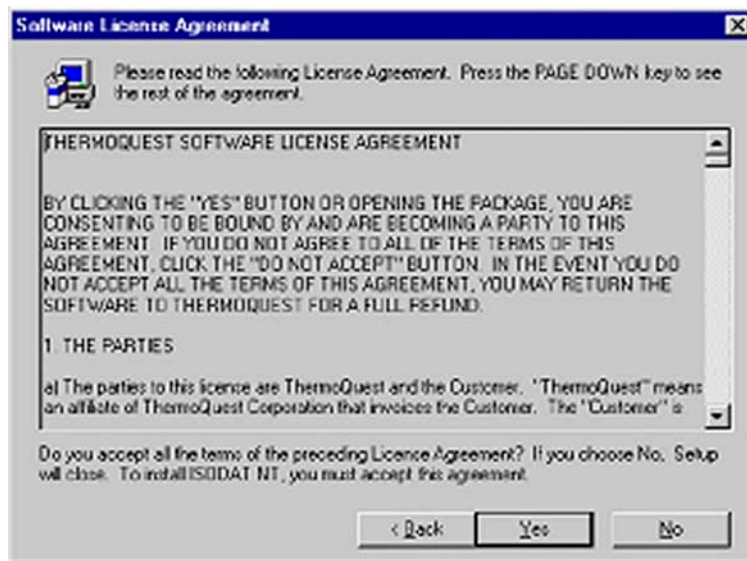 Software License Agreement
Please read the following License Agreement. Press the PAGE DOWN key to see
the rest of the agreement.
THERMOQUEST SOFTWARE LICENSE AGREEMENT
BY CLICKING THE "YES" BUTTON OR OPENING THE PACKAGE, YOU ARE
CONSENTING TO BE BOUND BY AND ARE BECOMING A PARTY TO THIS
AGREEMENT. IF YOU DO NOT AGREE TO ALL OF THE TERMS OF THIS
AGREEMENT, CLICK THE "DO NOT ACCEPT" BUTTON. IN THE EVENT YOU DO
NOT ACCEPT ALL THE TERMS OF THIS AGREEMENT, YOU MAY RETURN THE
SOFTWARE TO THERMOQUEST FOR A FULL REFUND.
1. THE PARTIES
a) The parties to this license are ThermoQuest and the Customer. "ThermoQuest" means
an affiliate of ThermoQuest Corporation that invoices the Customer. The "Customer" is
Do you accept all the terms of the preceding License Agreement? If you choose No, Setup
will close. To install ISODAT NT, you must accept this agreement.
< Back
Yes
No